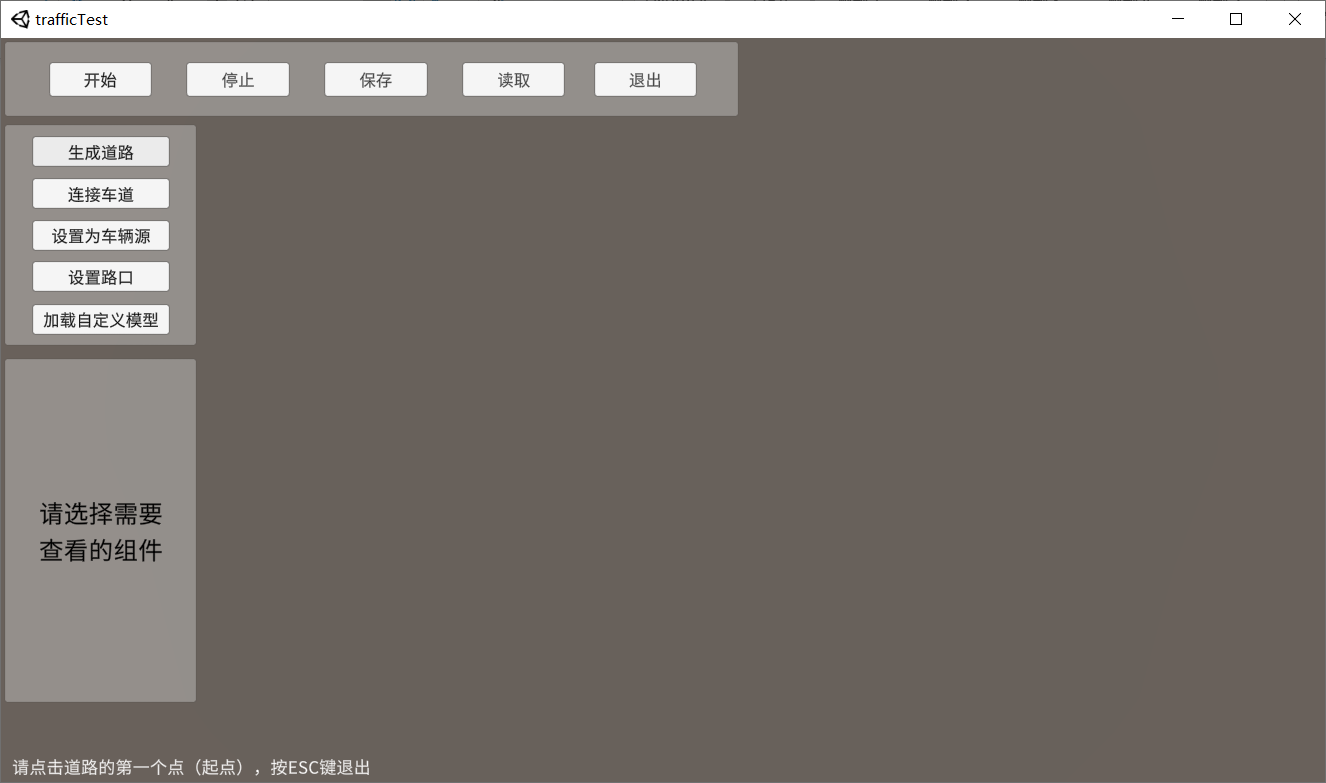 trafficTest
开始
停止
保存
读取
退出
生成道路
连接车道
设置为车辆源
设置路口
加载自定义模型
请选择需要
查看的组件
请点击道路的第一个点（起点），按ESC键退出